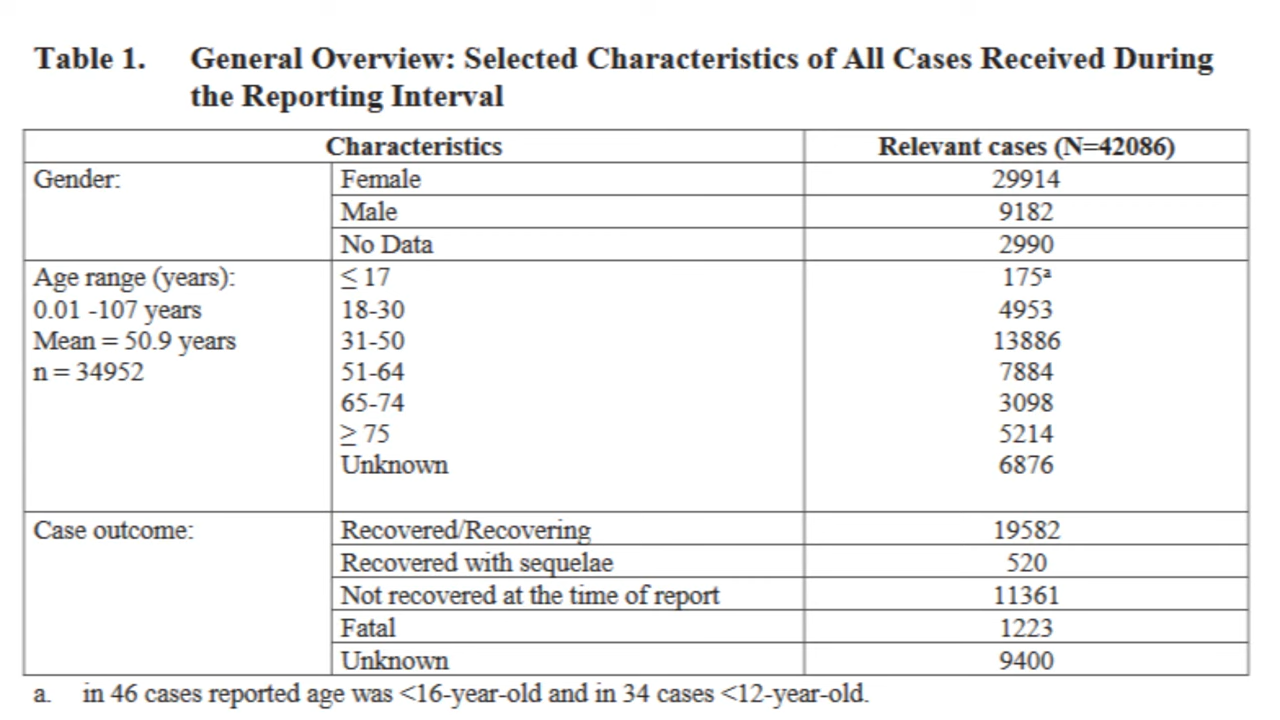 Table 1. General Overview: Selected Characteristics of All Cases Received During
the Reporting Interval
Characteristics Relevant cases (N=42086)
Gender: Female 29914
Male 9182
No Data 2990
Age range (years): ≤ 17 175ᵃ
0.01 -107 years 18-30 4953
Mean = 50.9 years 31-50 13886
n = 34952 51-64 7884
65-74 3098
≥ 75 5214
Unknown 6876
Case outcome: Recovered/Recovering 19582
Recovered with sequelae 520
Not recovered at the time of report 11361
Fatal 1223
Unknown 9400
a. in 46 cases reported age was <16-year-old and in 34 cases <12-year-old.